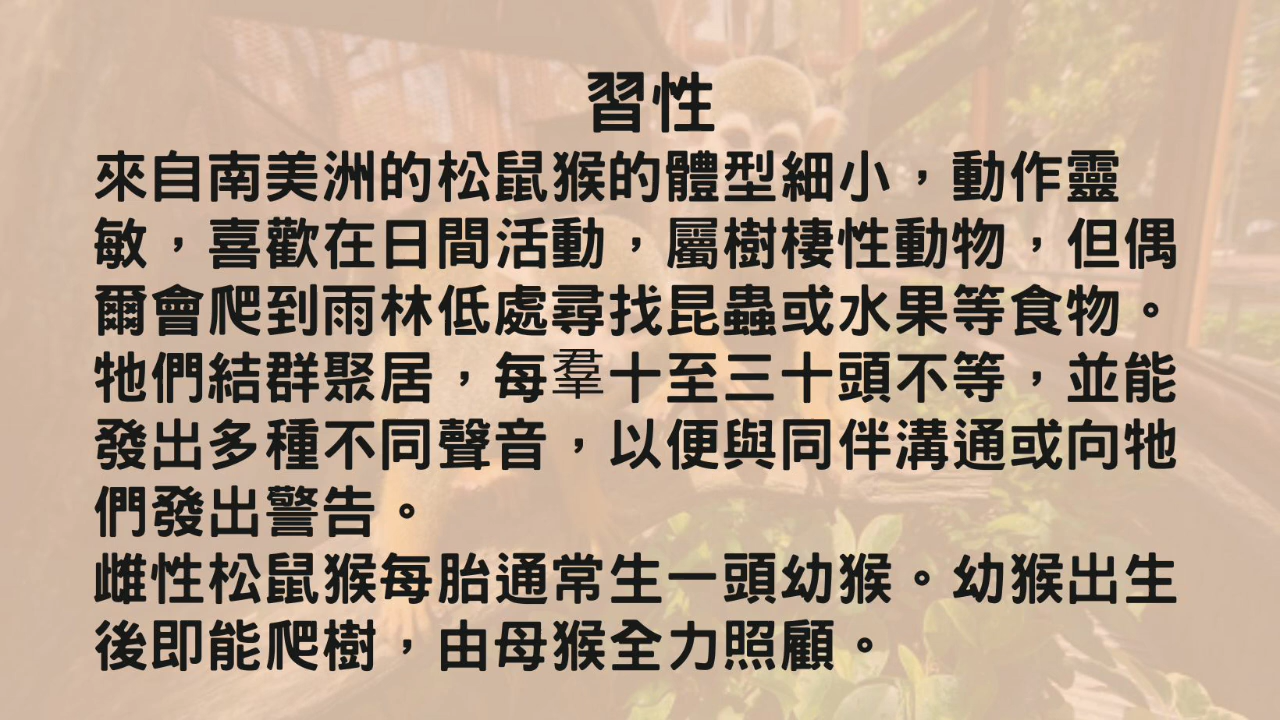 習性
來自南美洲的松鼠猴的體型細小，動作靈
敏，喜歡在日間活動，屬樹棲性動物，但偶
爾會爬到雨林低處尋找昆蟲或水果等食物。
牠們結群聚居，每羣十至三十頭不等，並能
發出多種不同聲音，以便與同伴溝通或向牠
們發出警告。
雌性松鼠猴每胎通常生一頭幼猴。幼猴出生
後即能爬樹，由母猴全力照顧。